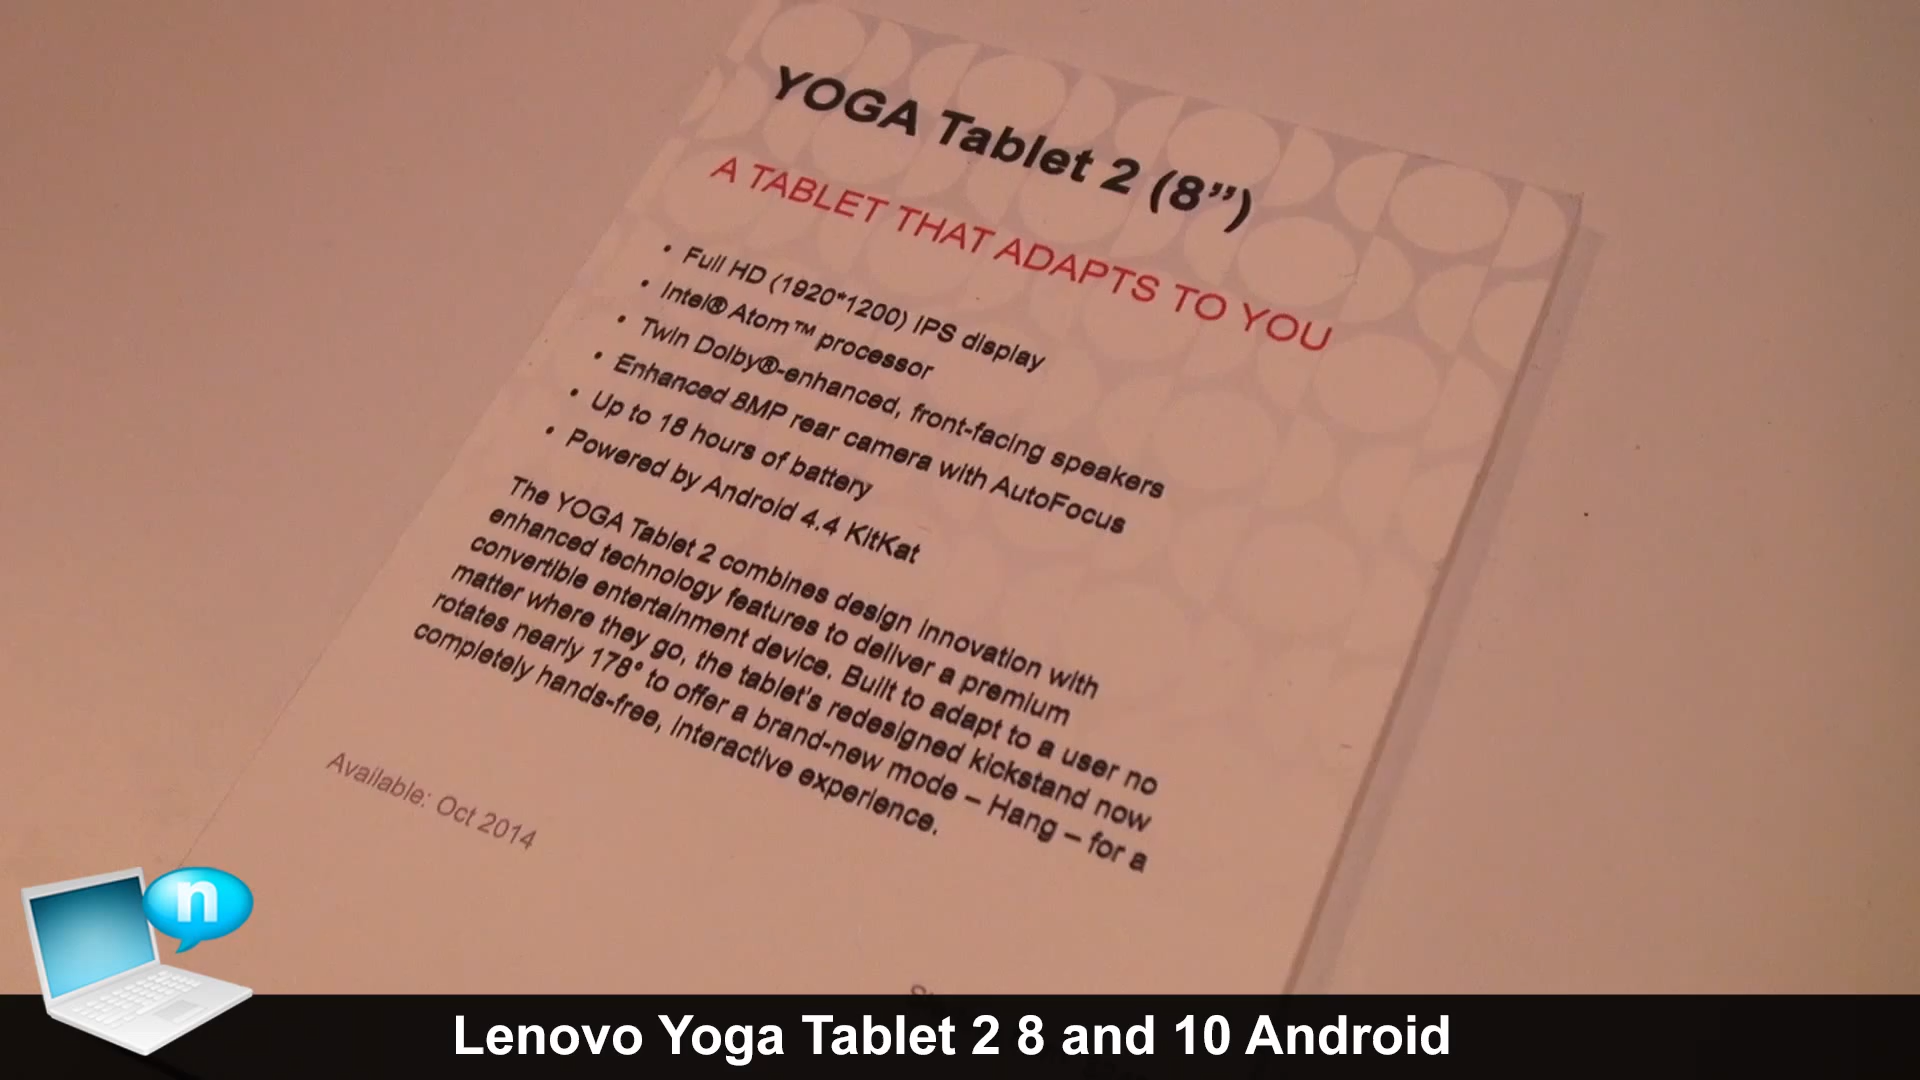 YOGA Tablet 2 (8”)
A TABLET THAT ADAPTS TO YOU
• Full HD (1920*1200) IPS display
• Intel® Atom™ processor
• Twin Dolby®-enhanced, front-facing speakers
• Enhanced 8MP rear camera with AutoFocus
• Up to 18 hours of battery
• Powered by Android 4.4 KitKat
The YOGA Tablet 2 combines design innovation with
enhanced technology features to deliver a premium
convertible entertainment device. Built to adapt to a user no
matter where they go, the tablet's redesigned kickstand now
rotates nearly 178° to offer a brand-new mode – Hang – for a
completely hands-free, interactive experience.
Available: Oct 2014
n
Lenovo Yoga Tablet 2 8 and 10 Android